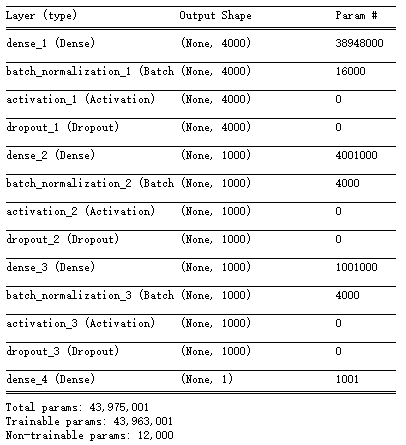 Layer (type) Output Shape Param #
dense_1 (Dense) (None, 4000) 38948000
batch_normalization_1 (Batch (None, 4000) 16000
activation_1 (Activation) (None, 4000) 0
dropout_1 (Dropout) (None, 4000) 0
dense_2 (Dense) (None, 1000) 4001000
batch_normalization_2 (Batch (None, 1000) 4000
activation_2 (Activation) (None, 1000) 0
dropout_2 (Dropout) (None, 1000) 0
dense_3 (Dense) (None, 1000) 1001000
batch_normalization_3 (Batch (None, 1000) 4000
activation_3 (Activation) (None, 1000) 0
dropout_3 (Dropout) (None, 1000) 0
dense_4 (Dense) (None, 1) 1001
Total params: 43,975,001
Trainable params: 43,963,001
Non-trainable params: 12,000